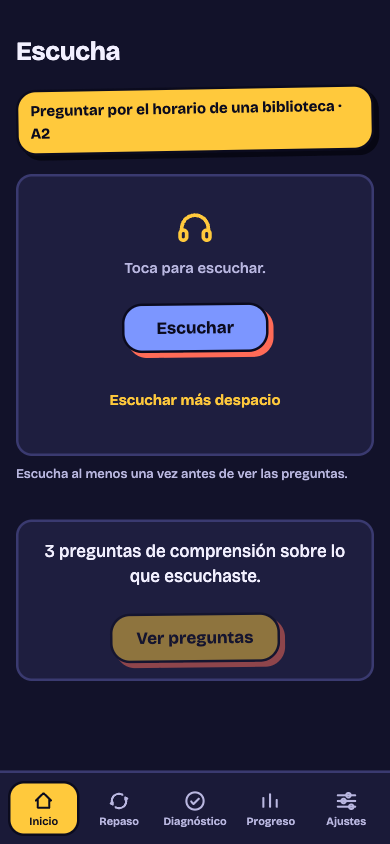 Escucha
Preguntar por el horario de una biblioteca ·
A2
Toca para escuchar.
Escuchar
Escuchar más despacio
Escucha al menos una vez antes de ver las preguntas.
3 preguntas de comprensión sobre lo
que escuchaste.
Ver preguntas
Inicio
Repaso
Diagnóstico
Progreso
Ajustes